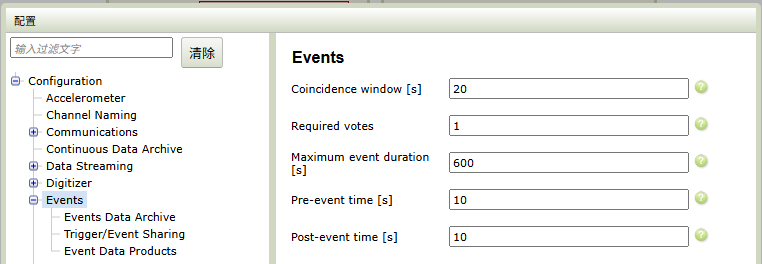 配置
输入过滤文字
清除
Configuration
Accelerometer
Channel Naming
Communications
Continuous Data Archive
Data Streaming
Digitizer
Events
Events Data Archive
Trigger/Event Sharing
Event Data Products
Events
Coincidence window [s]
20
?
Required votes
1
?
Maximum event duration
[s]
600
?
Pre-event time [s]
10
?
Post-event time [s]
10
?